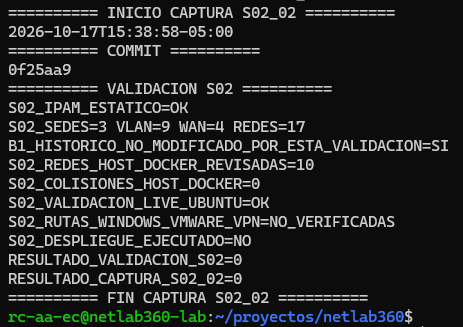 ========== INICIO CAPTURA S02_02 ==========
2026-10-17T15:38:58-05:00
========== COMMIT ==========
0f25aa9
========== VALIDACION S02 ==========
S02_IPAM_ESTATICO=OK
S02_SEDES=3 VLAN=9 WAN=4 REDES=17
B1_HISTORICO_NO_MODIFICADO_POR_ESTA_VALIDACION=SI
S02_REDES_HOST_DOCKER_REVISADAS=10
S02_COLISIONES_HOST_DOCKER=0
S02_VALIDACION_LIVE_UBUNTU=OK
S02_RUTAS_WINDOWS_VMWARE_VPN=NO_VERIFICADAS
S02_DESPLIEGUE_EJECUTADO=NO
RESULTADO_VALIDACION_S02=0
RESULTADO_CAPTURA_S02_02=0
========== FIN CAPTURA S02_02 ==========
rc-aa-ec@netlab360-lab:~/proyectos/netlab360$